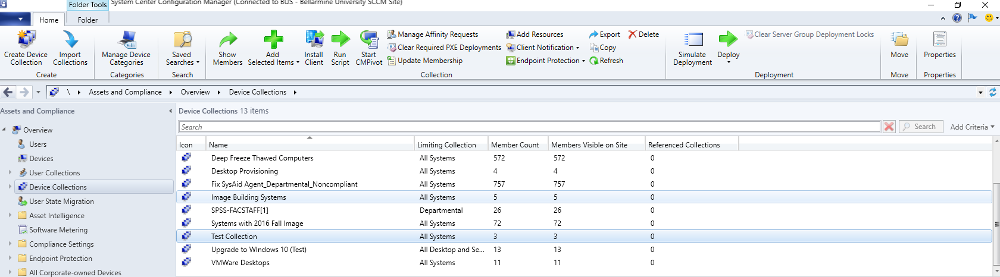 Folder Tools System Center Configuration Manager (Connected to BUS - Bellarmine University SCCM Site)
Home Folder
Create Device Collection
Import Collections
Create
Manage Device Categories
Categories
Saved Searches
Search
Show Members
Add Selected Items
Install Client
Run Script
Start CMPivot
Manage Affinity Requests
Clear Required PXE Deployments
Update Membership
Add Resources
Client Notification
Endpoint Protection
Export
Copy
Refresh
Delete
Collection
Simulate Deployment
Deploy
Clear Server Group Deployment Locks
Deployment
Move
Move
Properties
Properties
\ Assets and Compliance Overview Device Collections
Assets and Compliance
Overview
Users
Devices
User Collections
Device Collections
User State Migration
Asset Intelligence
Software Metering
Compliance Settings
Endpoint Protection
All Corporate-owned Devices
Device Collections 13 items
Search Search Add Criteria
Icon Name Limiting Collection Member Count Members Visible on Site Referenced Collections
Deep Freeze Thawed Computers All Systems 572 572 0
Desktop Provisioning All Systems 4 4 0
Fix SysAid Agent_Departmental_Noncompliant All Systems 757 757 0
Image Building Systems All Systems 5 5 0
SPSS-FACSTAFF[1] Departmental 26 26 0
Systems with 2016 Fall Image All Systems 72 72 0
Test Collection All Systems 3 3 0
Upgrade to WIndows 10 (Test) All Desktop and Se... 13 13 0
VMWare Desktops All Systems 11 11 0